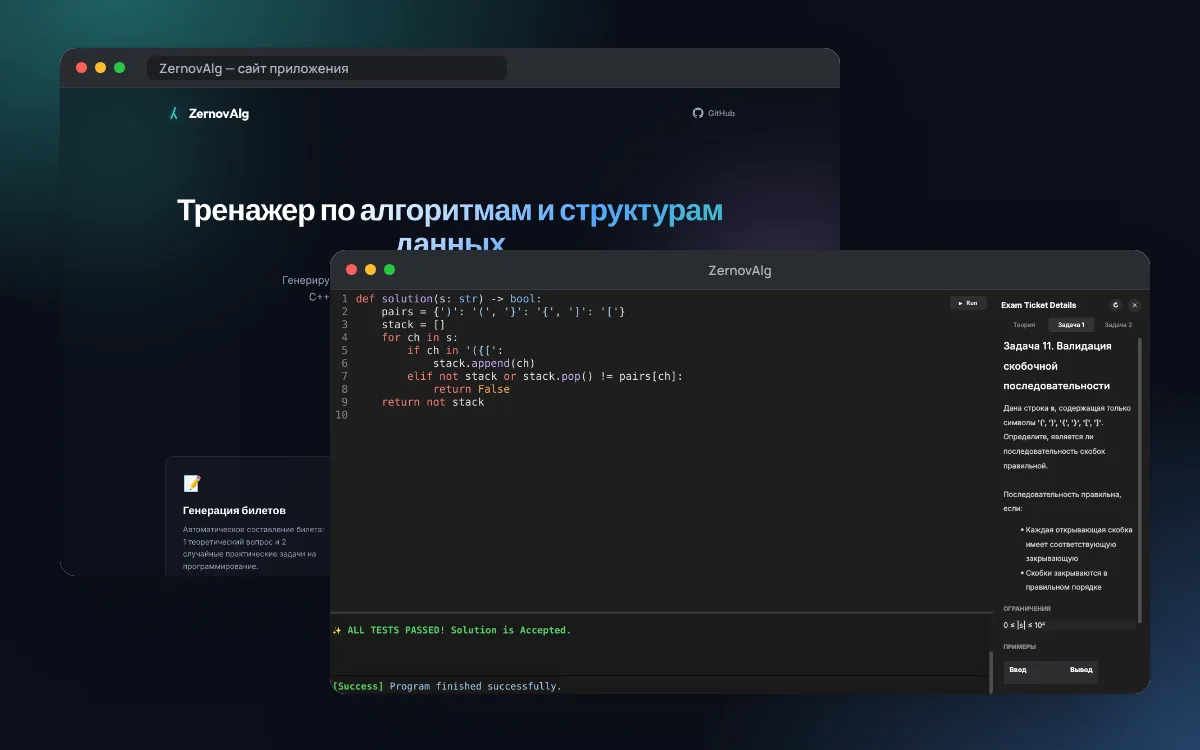 ZernovAlg — сайт приложения
ZernovAlg
GitHub
Тренажер по алгоритмам и структурам
данных
Генериру
C++
📝
Генерация билетов
Автоматическое составление билета:
1 теоретический вопрос и 2
случайные практические задачи на
программирование.
ZernovAlg
1 def solution(s: str) -> bool:
2     pairs = {')': '(', '}': '{', ']': '['}
3     stack = []
4     for ch in s:
5         if ch in '({[':
6             stack.append(ch)
7         elif not stack or stack.pop() != pairs[ch]:
8             return False
9     return not stack
10
▶ Run
✨ ALL TESTS PASSED! Solution is Accepted.
[Success] Program finished successfully.
Exam Ticket Details
Теория Задача 1 Задача 2
Задача 11. Валидация
скобочной
последовательности
Дана строка s, содержащая только
символы '(', ')', '{', '}', '[', ']'.
Определите, является ли
последовательность скобок
правильной.
Последовательность правильна,
если:
• Каждая открывающая скобка
имеет соответствующую
закрывающую
• Скобки закрываются в
правильном порядке
ОГРАНИЧЕНИЯ
0 ≤ |s| ≤ 10⁴
ПРИМЕРЫ
Ввод Вывод